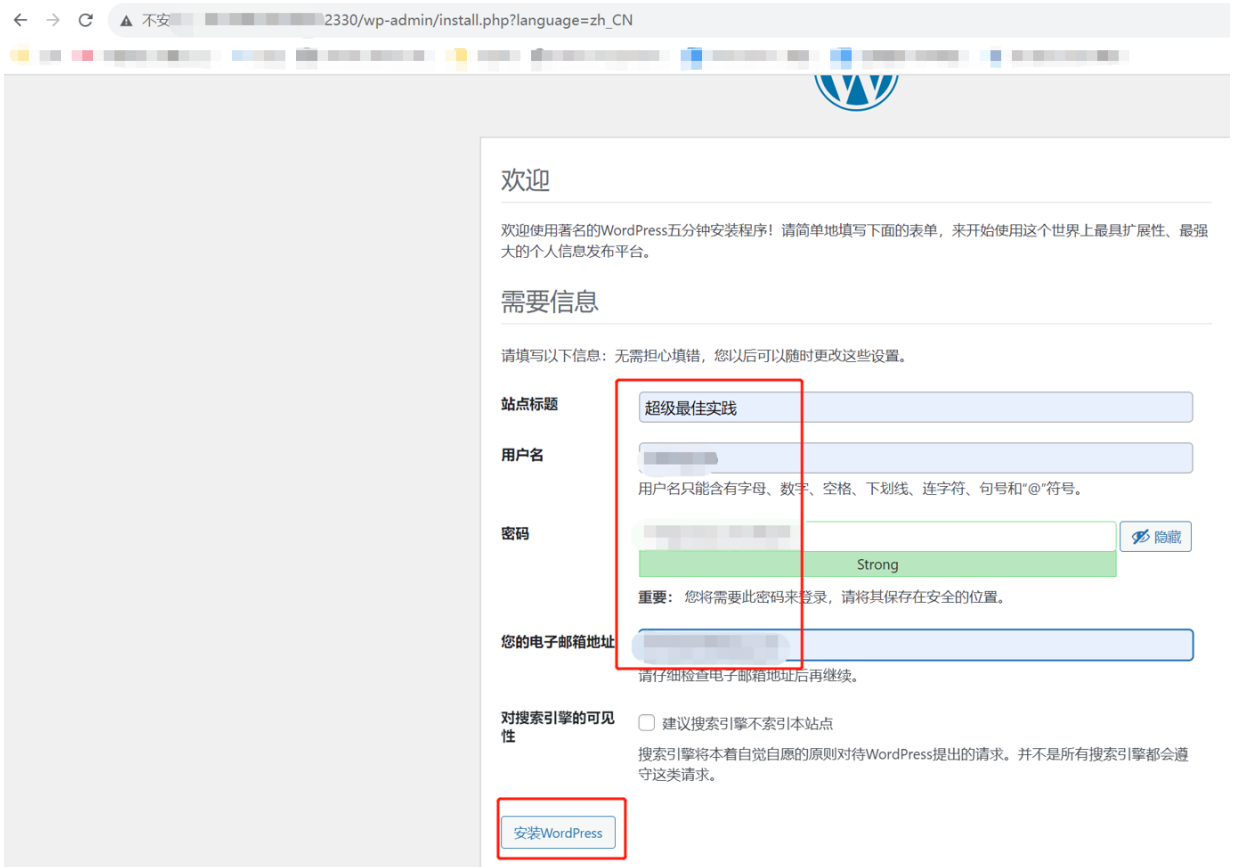 不安
2330/wp-admin/install.php?language=zh_CN
欢迎
欢迎使用著名的WordPress五分钟安装程序！请简单地填写下面的表单，来开始使用这个世界上最具扩展性、最强
大的个人信息发布平台。
需要信息
请填写以下信息：无需担心填错，您以后可以随时更改这些设置。
站点标题
超级最佳实践
用户名
用户名只能含有字母、数字、空格、下划线、连字符、句号和“@”符号。
密码
隐藏
Strong
重要： 您将需要此密码来登录，请将其保存在安全的位置。
您的电子邮箱地址
请仔细检查电子邮箱地址后再继续。
对搜索引擎的可见
性
建议搜索引擎不索引本站点
搜索引擎将本着自觉自愿的原则对待WordPress提出的请求。并不是所有搜索引擎都会遵
守这类请求。
安装WordPress